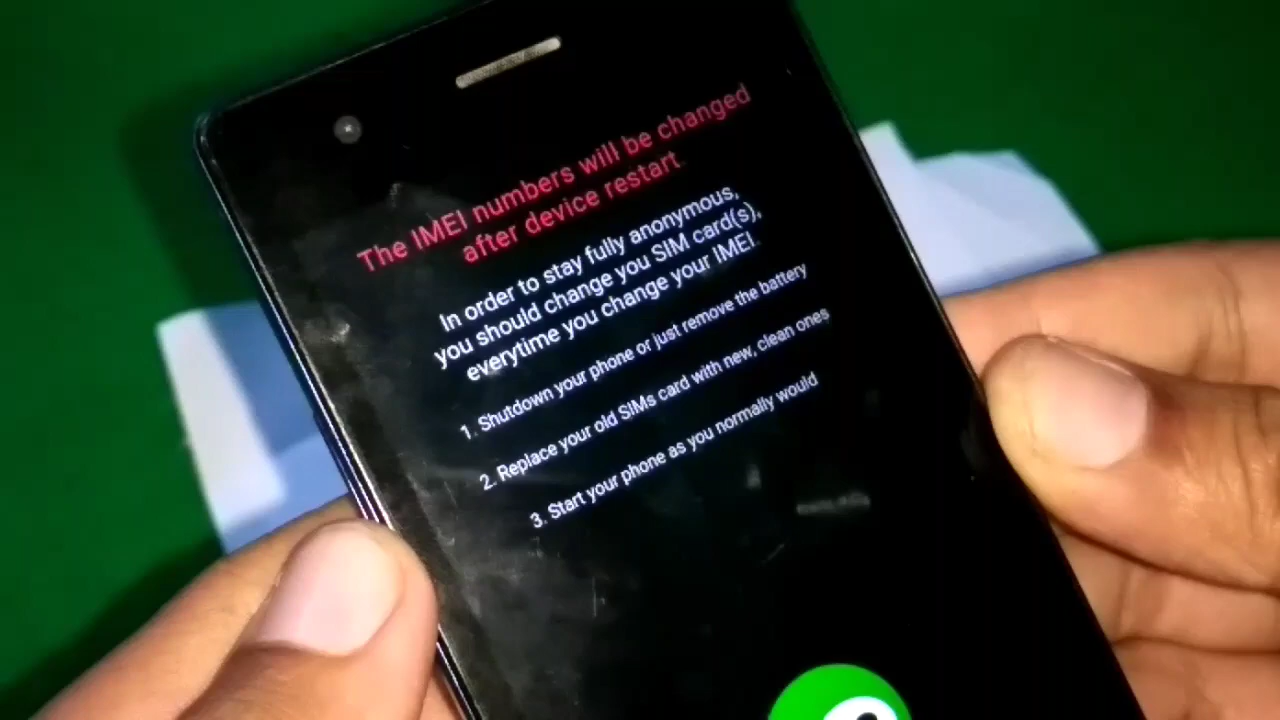 The IMEI numbers will be changed
after device restart.
In order to stay fully anonymous,
you should change you SIM card(s),
everytime you change your IMEI.
1. Shutdown your phone or just remove the battery
2. Replace your old SIMs card with new, clean ones
3. Start your phone as you normally would